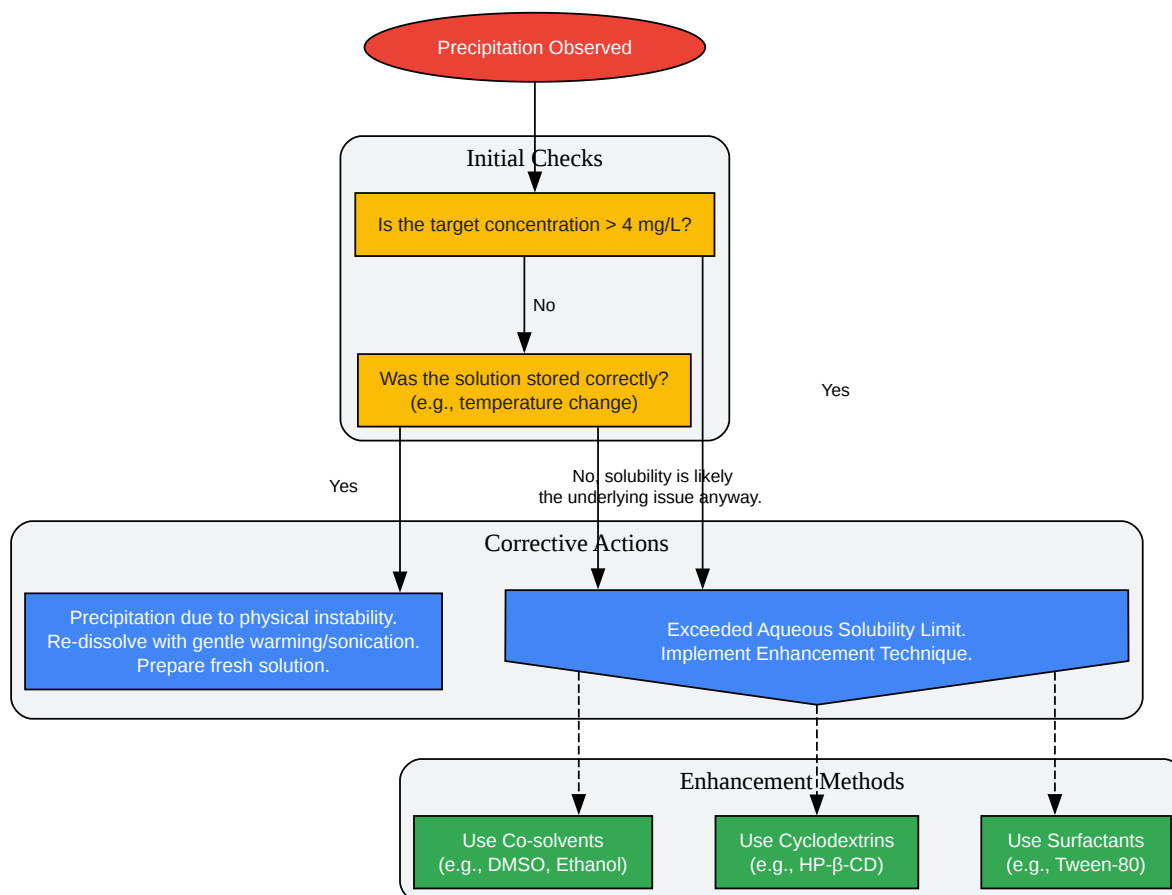 Precipitation Observed
Initial Checks
Is the target concentration > 4 mg/L?
No
Was the solution stored correctly?
(e.g., temperature change)
Yes
Yes
No, solubility is likely
the underlying issue anyway.
Corrective Actions
Precipitation due to physical instability.
Re-dissolve with gentle warming/sonication.
Prepare fresh solution.
Exceeded Aqueous Solubility Limit.
Implement Enhancement Technique.
Enhancement Methods
Use Co-solvents
(e.g., DMSO, Ethanol)
Use Cyclodextrins
(e.g., HP-β-CD)
Use Surfactants
(e.g., Tween-80)